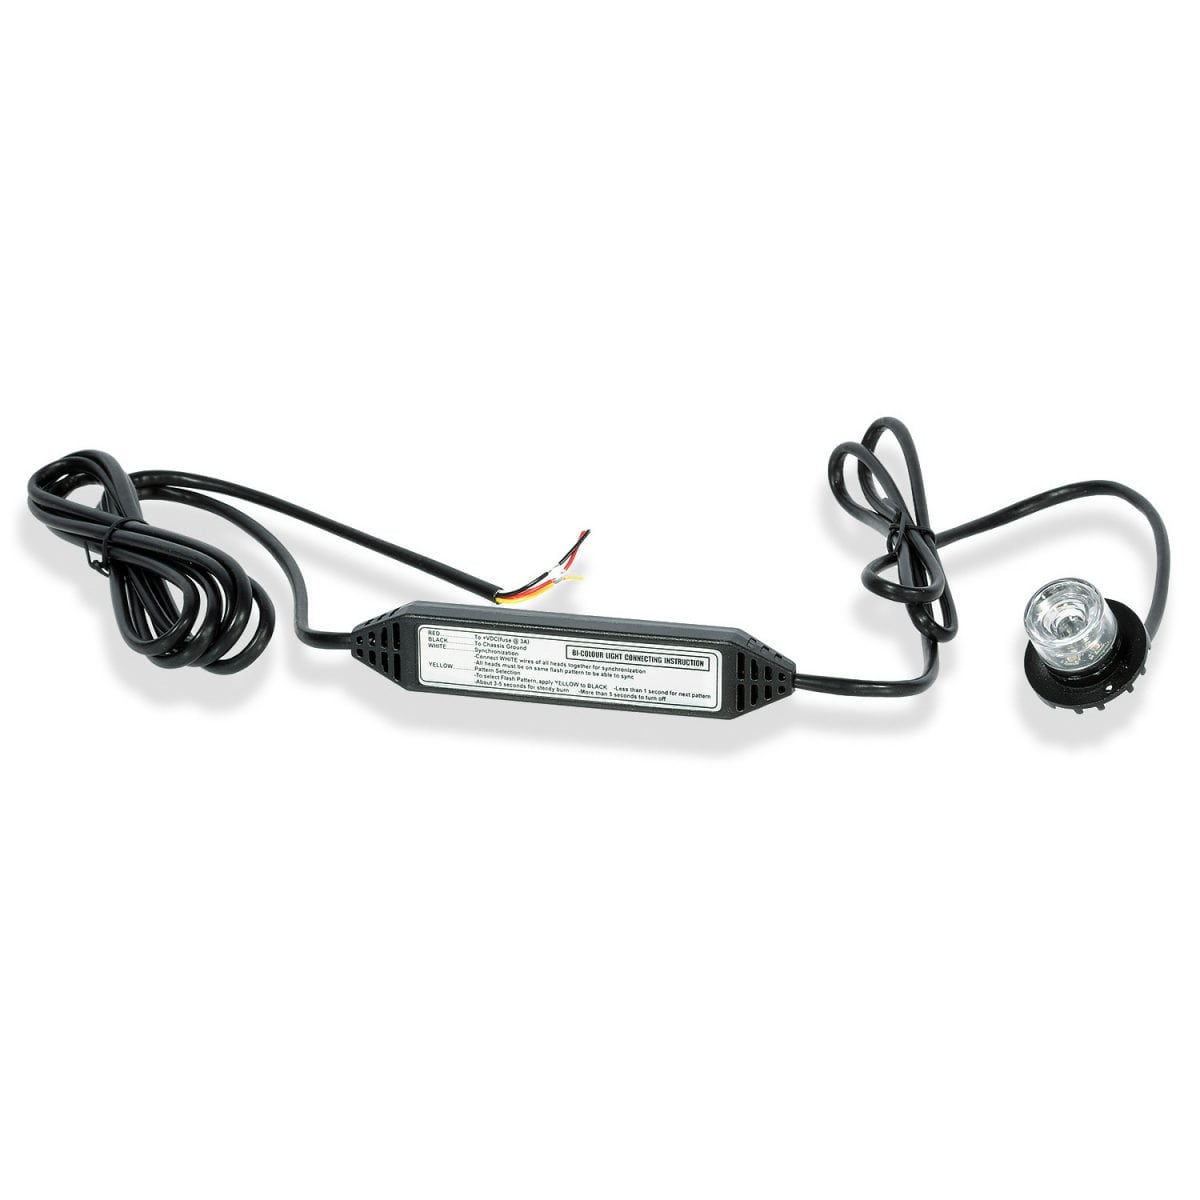 RED..............To +VDC(fuse @ 3A)
BLACK..............To Chassis Ground
WHITE..............Synchronization
BI-COLOUR LIGHT CONNECTING INSTRUCTION
-Connect WHITE wires of all heads together for synchronization
-All heads must be on same flash pattern to be able to sync
YELLOW..............Pattern Selection
-To select Flash Pattern, apply YELLOW to BLACK -Less than 1 second for next pattern
-About 3-5 seconds for steady burn -More than 5 seconds to turn off